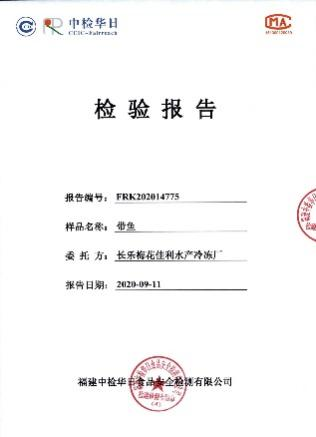 中检华日
CCIC-Fairreach
MA
检验报告
报告编号： FRK202014775
样品名称： 带鱼
委托方： 长乐梅花佳利水产冷冻厂
报告日期： 2020-09-11
福建中检华日食品安全检测有限公司